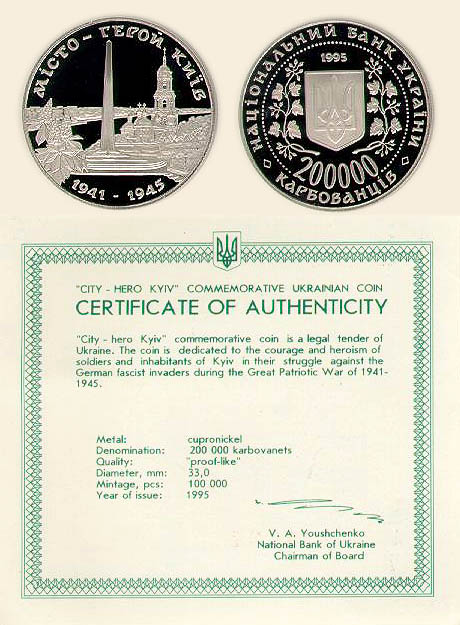 МІСТО - ГЕРОЙ КИЇВ
1941 - 1945
НАЦІОНАЛЬНИЙ БАНК УКРАЇНИ
1995
200000
КАРБОВАНЦІВ
"CITY - HERO KYIV" COMMEMORATIVE UKRAINIAN COIN
CERTIFICATE OF AUTHENTICITY
"City - hero Kyiv" commemorative coin is a legal tender of
Ukraine. The coin is dedicated to the courage and heroism of
soldiers and inhabitants of Kyiv in their struggle against the
German fascist invaders during the Great Patriotic War of 1941-
1945.
Metal: cupronickel
Denomination: 200 000 karbovanets
Quality: "proof-like"
Diameter, mm: 33,0
Mintage, pcs: 100 000
Year of issue: 1995
V. A. Youshchenko
National Bank of Ukraine
Chairman of Board